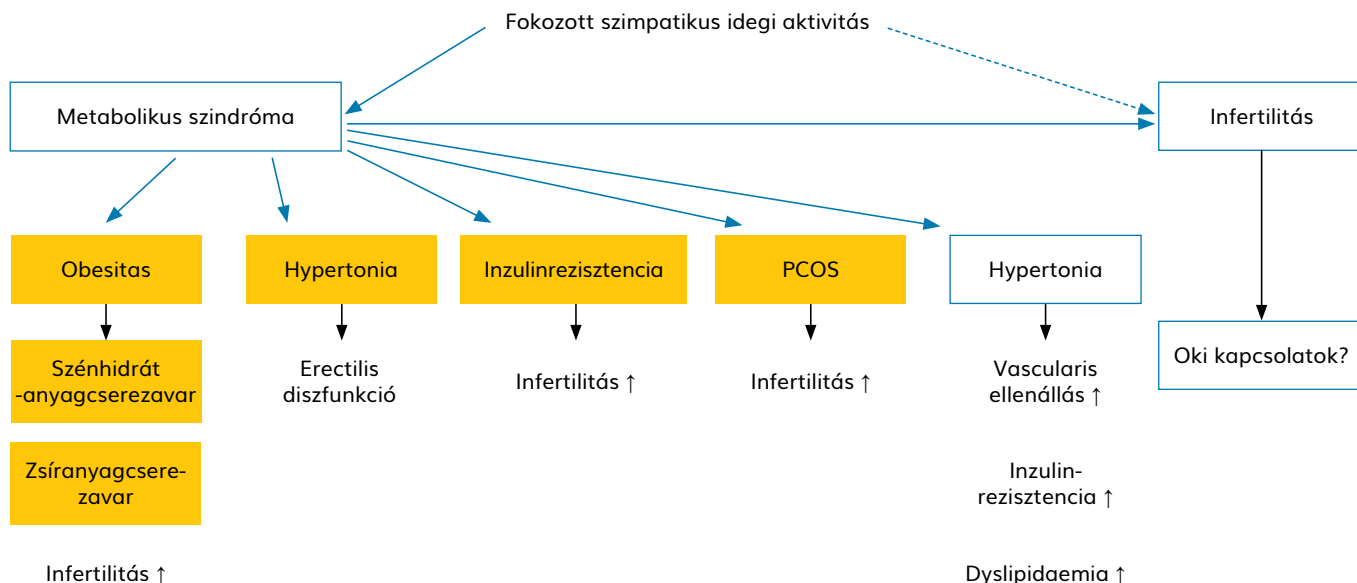 Fokozott szimpatikus idegi aktivitás
Metabolikus szindróma
Infertilitás
Obesitas
Hypertonia
Inzulinrezisztencia
PCOS
Hypertonia
Szénhidrát
-anyagcserezavar
Erectilis
diszfunkció
Infertilitás ↑
Infertilitás ↑
Vascularis
ellenállás ↑
Oki kapcsolatok?
Zsíranyagcsere-
zavar
Inzulin-
rezisztencia ↑
Infertilitás ↑
Dyslipidaemia ↑